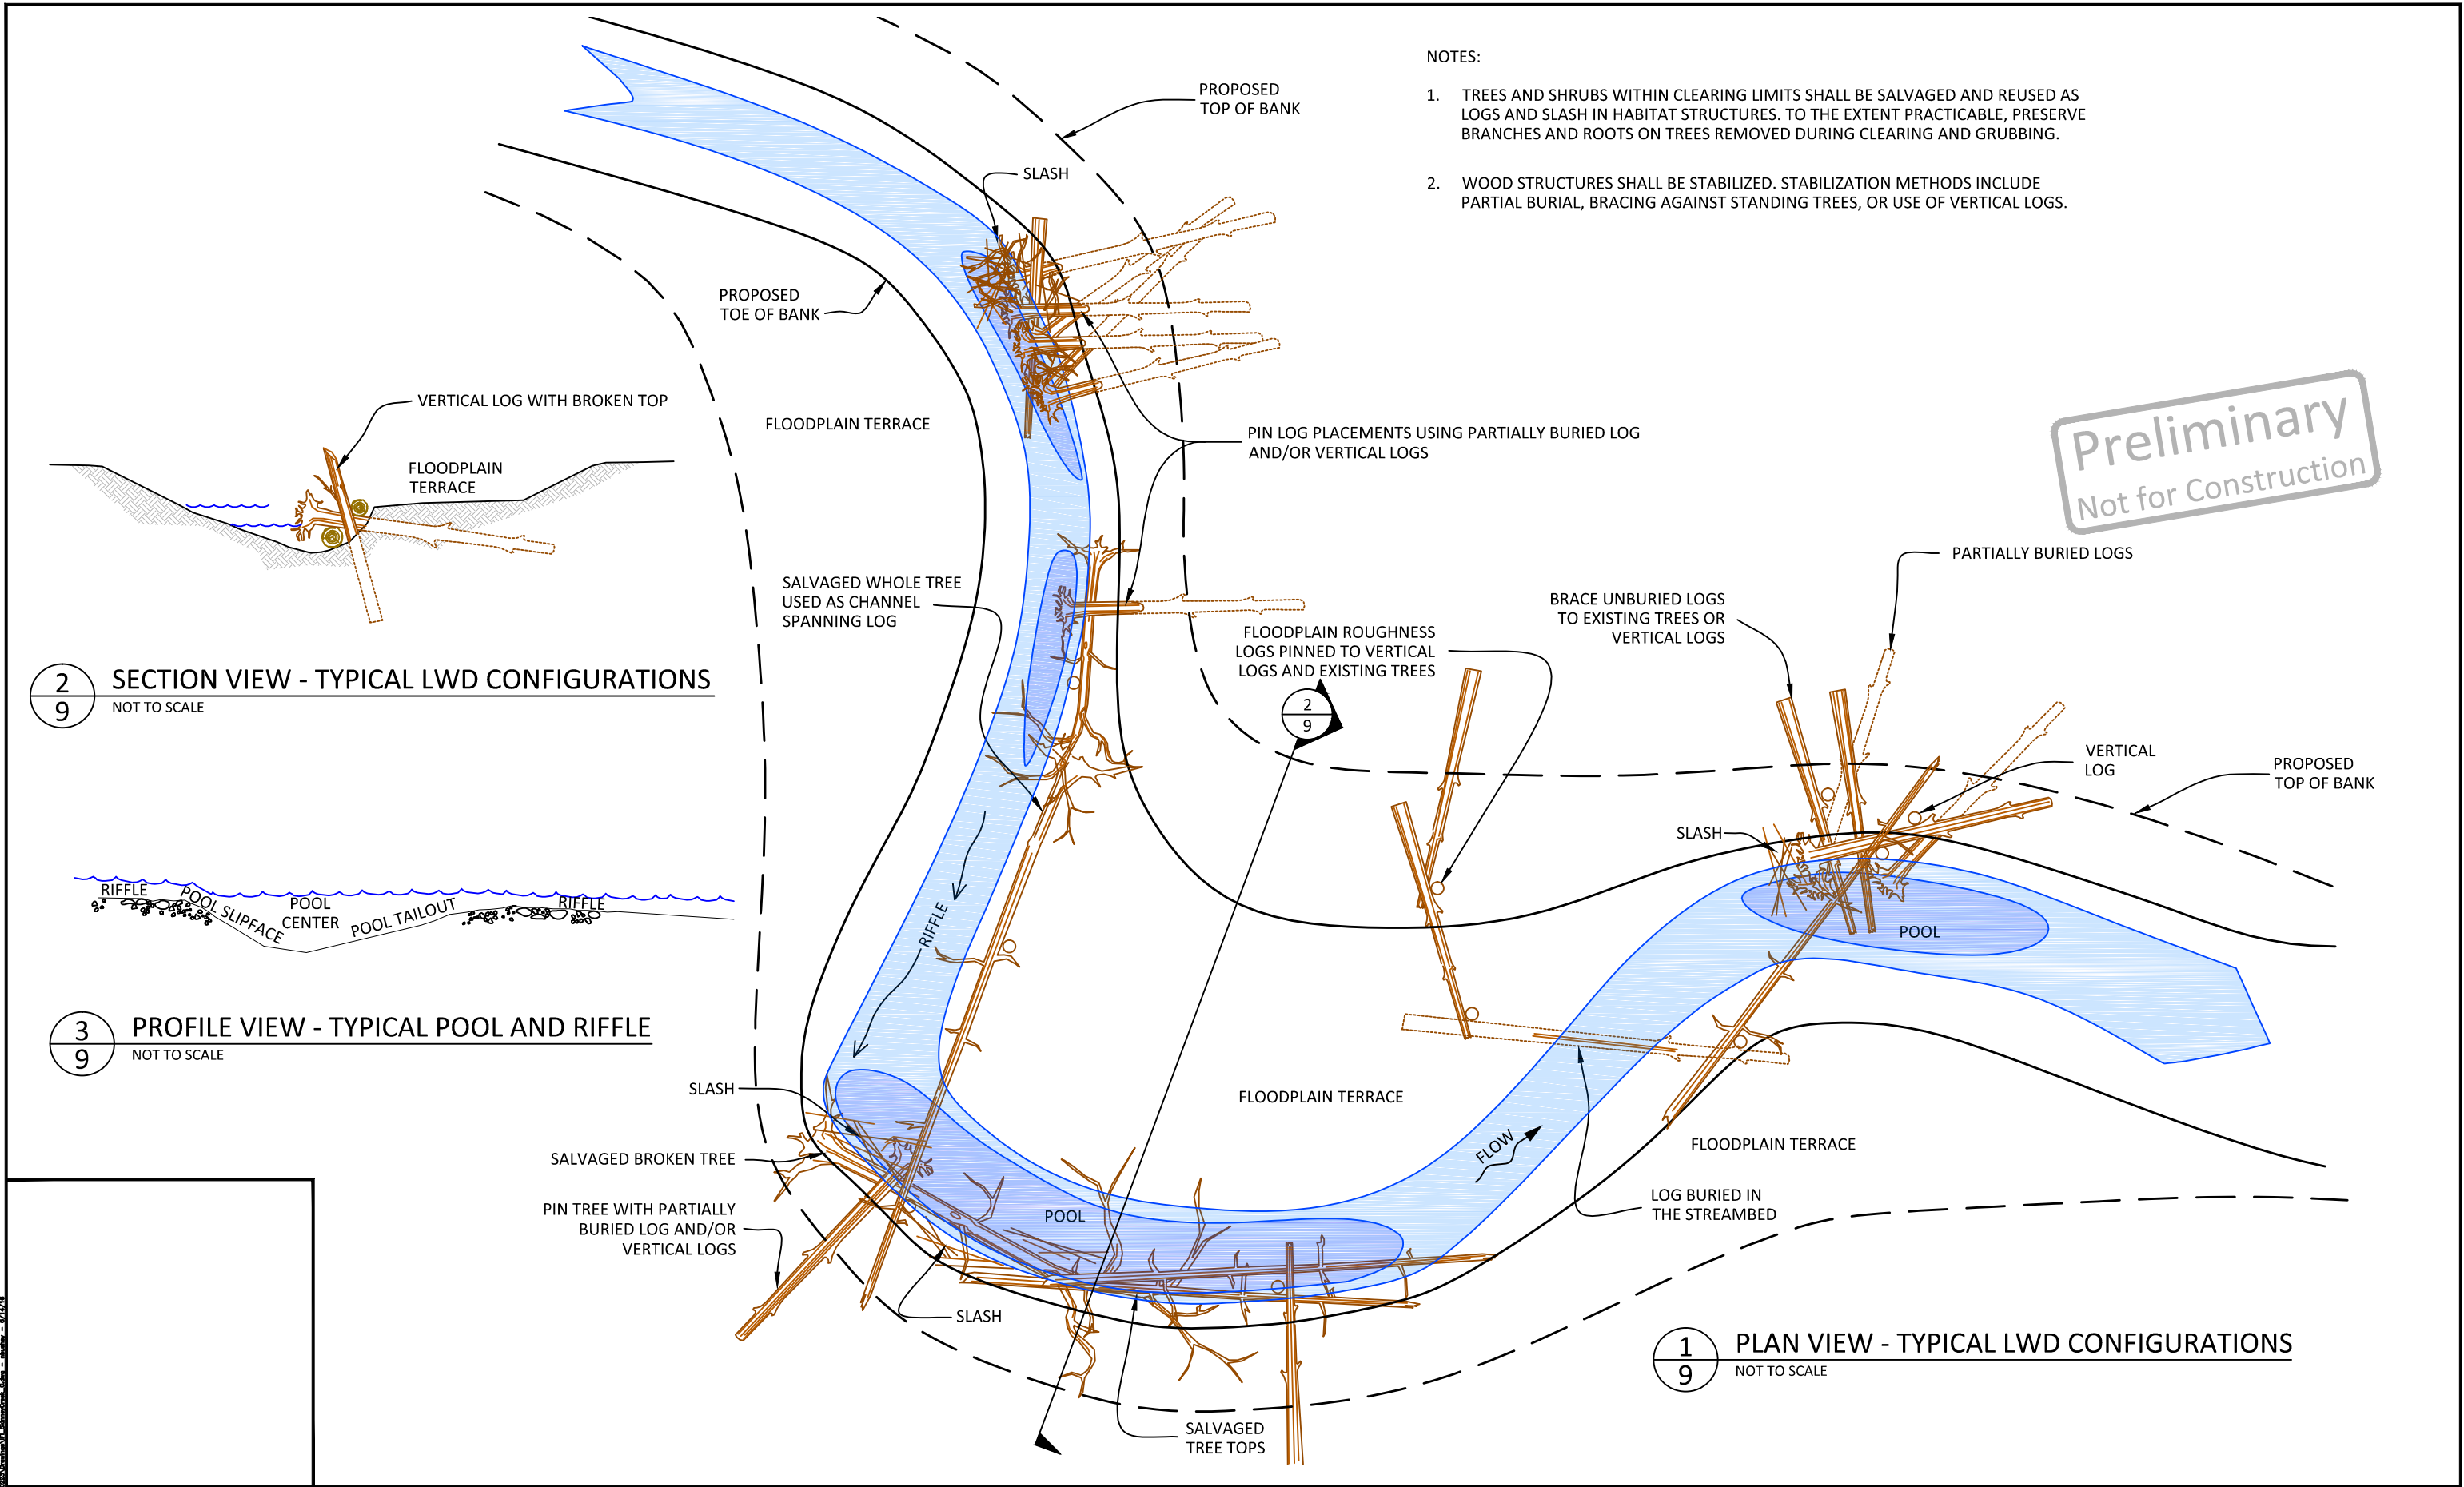 NOTES:
1. TREES AND SHRUBS WITHIN CLEARING LIMITS SHALL BE SALVAGED AND REUSED AS
LOGS AND SLASH IN HABITAT STRUCTURES. TO THE EXTENT PRACTICABLE, PRESERVE
BRANCHES AND ROOTS ON TREES REMOVED DURING CLEARING AND GRUBBING.
2. WOOD STRUCTURES SHALL BE STABILIZED. STABILIZATION METHODS INCLUDE
PARTIAL BURIAL, BRACING AGAINST STANDING TREES, OR USE OF VERTICAL LOGS.
PROPOSED
TOP OF BANK
SLASH
PROPOSED
TOE OF BANK
FLOODPLAIN TERRACE
PIN LOG PLACEMENTS USING PARTIALLY BURIED LOG
AND/OR VERTICAL LOGS
Preliminary
Not for Construction
VERTICAL LOG WITH BROKEN TOP
FLOODPLAIN
TERRACE
2
9
SECTION VIEW - TYPICAL LWD CONFIGURATIONS
NOT TO SCALE
SALVAGED WHOLE TREE
USED AS CHANNEL
SPANNING LOG
FLOODPLAIN ROUGHNESS
LOGS PINNED TO VERTICAL
LOGS AND EXISTING TREES
2
9
BRACE UNBURIED LOGS
TO EXISTING TREES OR
VERTICAL LOGS
PARTIALLY BURIED LOGS
VERTICAL
LOG
PROPOSED
TOP OF BANK
SLASH
POOL
RIFFLE
POOL SLIPFACE
POOL
CENTER
POOL TAILOUT
RIFFLE
3
9
PROFILE VIEW - TYPICAL POOL AND RIFFLE
NOT TO SCALE
RIFFLE
SLASH
SALVAGED BROKEN TREE
PIN TREE WITH PARTIALLY
BURIED LOG AND/OR
VERTICAL LOGS
POOL
SLASH
FLOODPLAIN TERRACE
FLOW
FLOODPLAIN TERRACE
LOG BURIED IN
THE STREAMBED
SALVAGED
TREE TOPS
1
9
PLAN VIEW - TYPICAL LWD CONFIGURATIONS
NOT TO SCALE